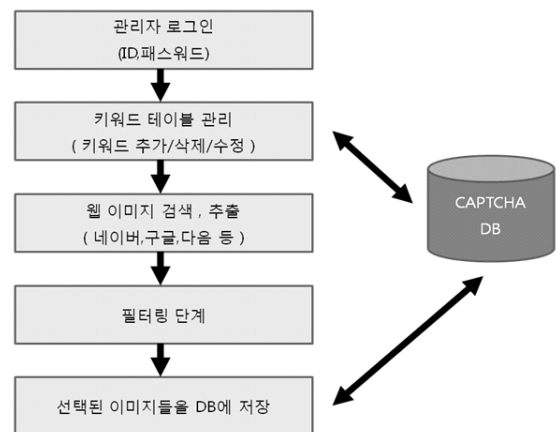 관리자 로그인
(ID,패스워드)
키워드 테이블 관리
( 키워드 추가/삭제/수정 )
웹 이미지 검색 , 추출
( 네이버,구글,다음 등 )
필터링 단계
선택된 이미지들을 DB에 저장
CAPTCHA
DB